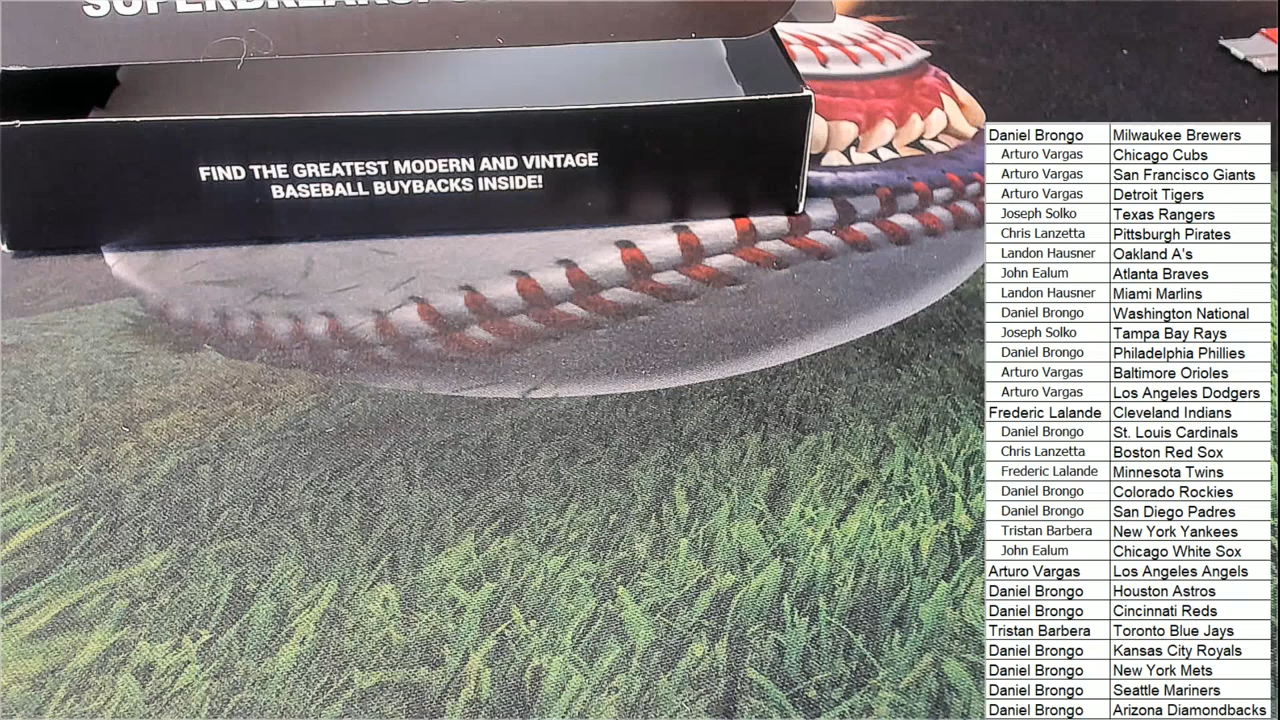 FIND THE GREATEST MODERN AND VINTAGE
BASEBALL BUYBACKS INSIDE!
Daniel Brongo Milwaukee Brewers
Arturo Vargas Chicago Cubs
Arturo Vargas San Francisco Giants
Arturo Vargas Detroit Tigers
Joseph Solko Texas Rangers
Chris Lanzetta Pittsburgh Pirates
Landon Hausner Oakland A's
John Ealum Atlanta Braves
Landon Hausner Miami Marlins
Daniel Brongo Washington National
Joseph Solko Tampa Bay Rays
Daniel Brongo Philadelphia Phillies
Arturo Vargas Baltimore Orioles
Arturo Vargas Los Angeles Dodgers
Frederic Lalande Cleveland Indians
Daniel Brongo St. Louis Cardinals
Chris Lanzetta Boston Red Sox
Frederic Lalande Minnesota Twins
Daniel Brongo Colorado Rockies
Daniel Brongo San Diego Padres
Tristan Barbera New York Yankees
John Ealum Chicago White Sox
Arturo Vargas Los Angeles Angels
Daniel Brongo Houston Astros
Daniel Brongo Cincinnati Reds
Tristan Barbera Toronto Blue Jays
Daniel Brongo Kansas City Royals
Daniel Brongo New York Mets
Daniel Brongo Seattle Mariners
Daniel Brongo Arizona Diamondbacks